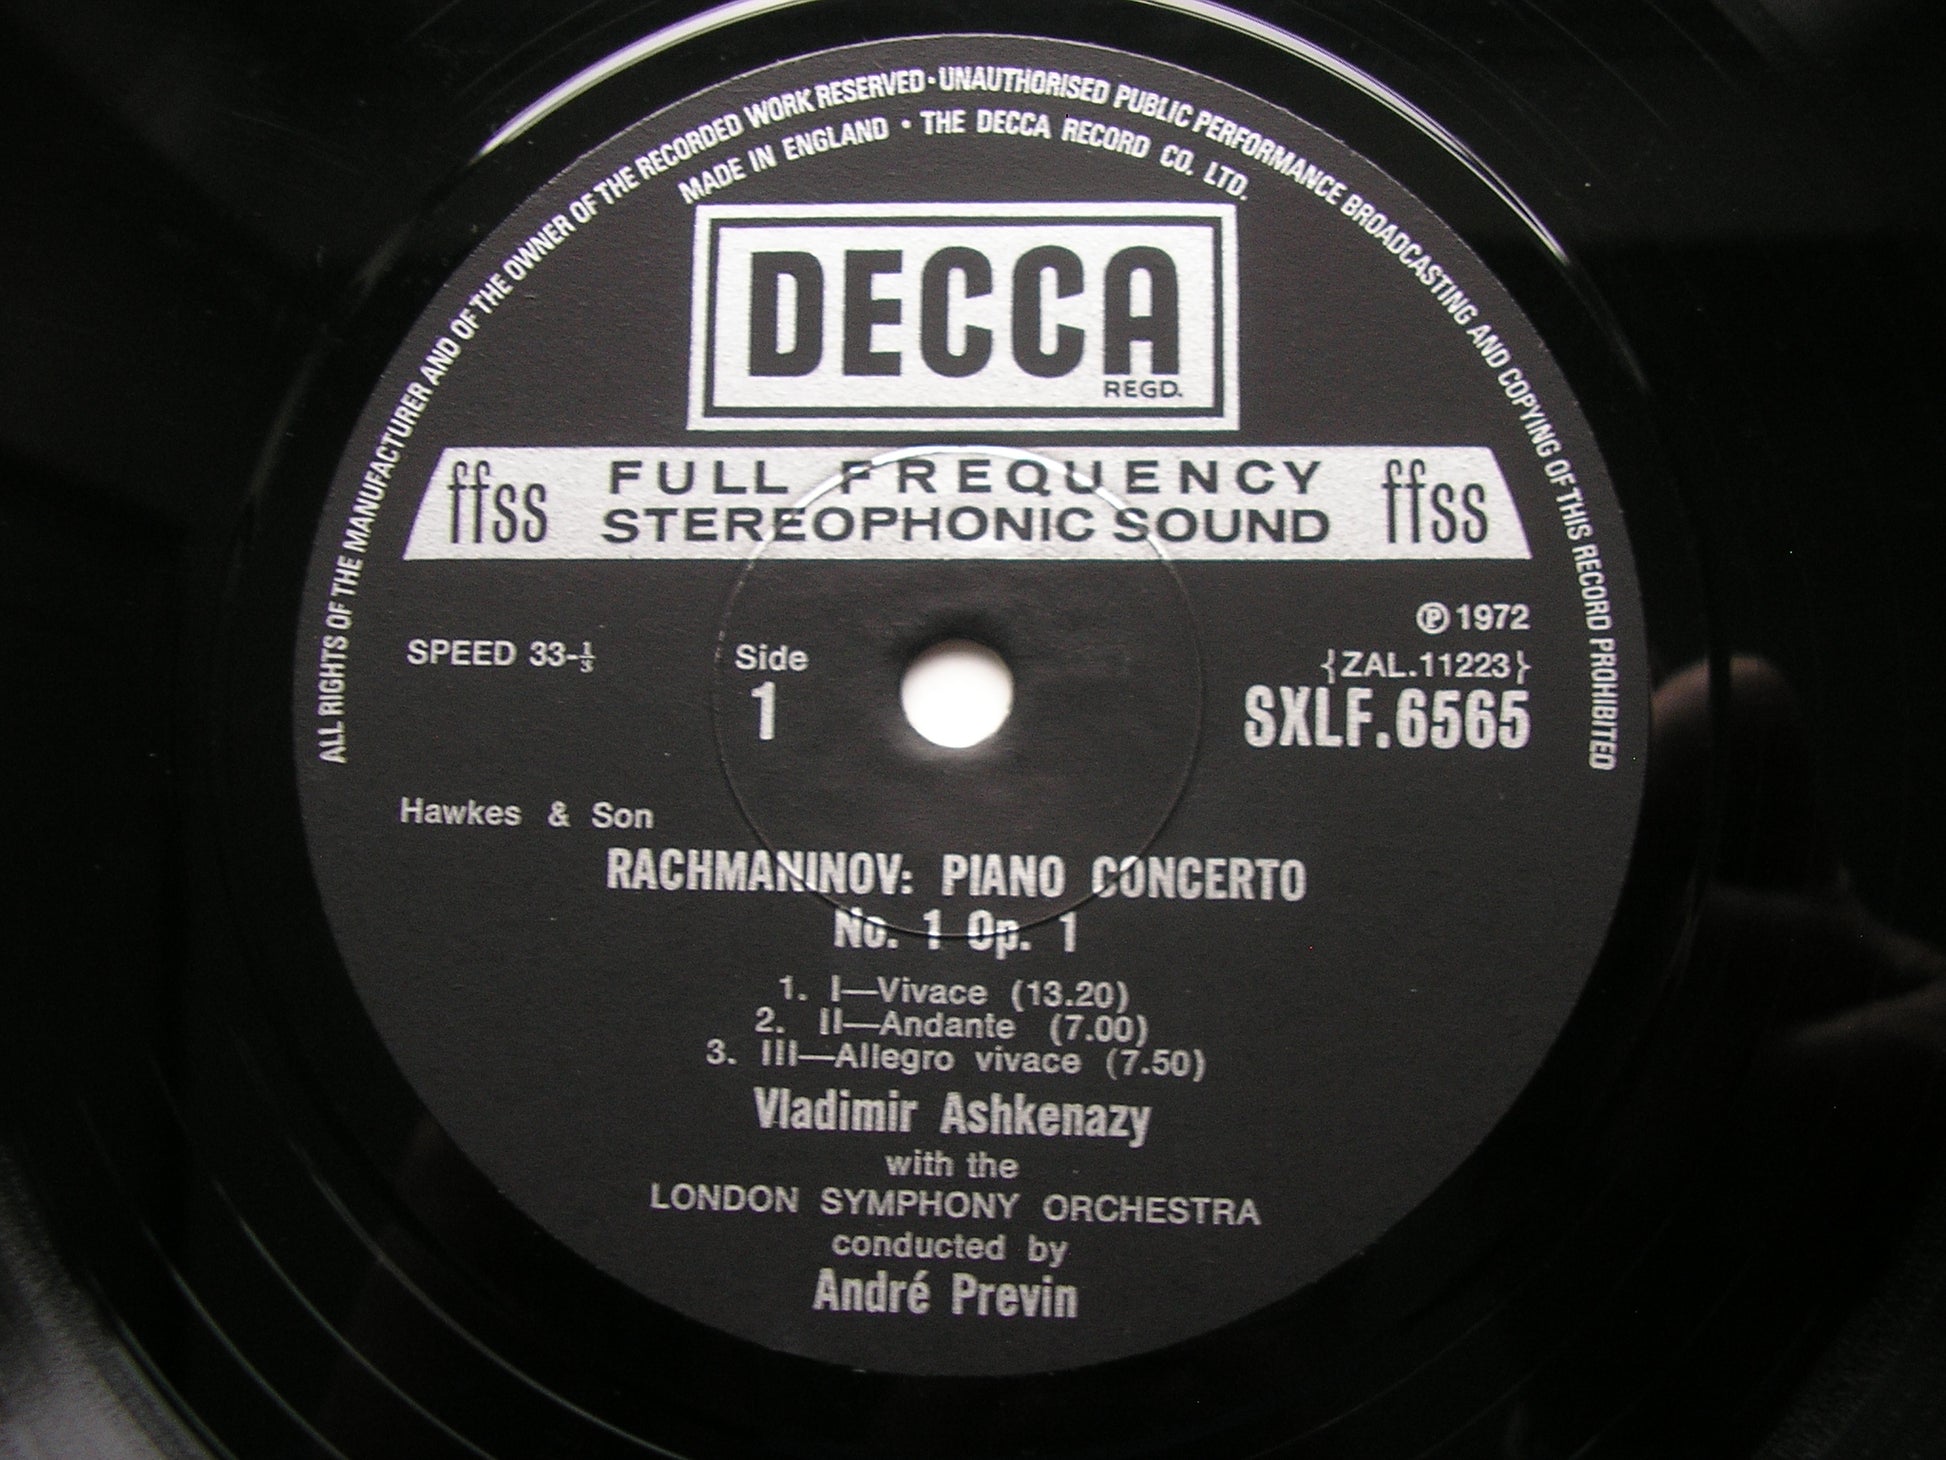 ALL RIGHTS OF THE MANUFACTURER AND OF THE OWNER OF THE RECORDED WORK RESERVED · UNAUTHORISED PUBLIC PERFORMANCE BROADCASTING AND COPYING OF THIS RECORD PROHIBITED
MADE IN ENGLAND · THE DECCA RECORD CO. LTD.
DECCA
REGD.
ffss FULL FREQUENCY STEREOPHONIC SOUND ffss
℗ 1972
SPEED 33-⅓ Side {ZAL.11223}
1 SXLF.6565
Hawkes & Son
RACHMANINOV: PIANO CONCERTO
No. 1 Op. 1
1. I—Vivace (13.20)
2. II—Andante (7.00)
3. III—Allegro vivace (7.50)
Vladimir Ashkenazy
with the
LONDON SYMPHONY ORCHESTRA
conducted by
André Previn